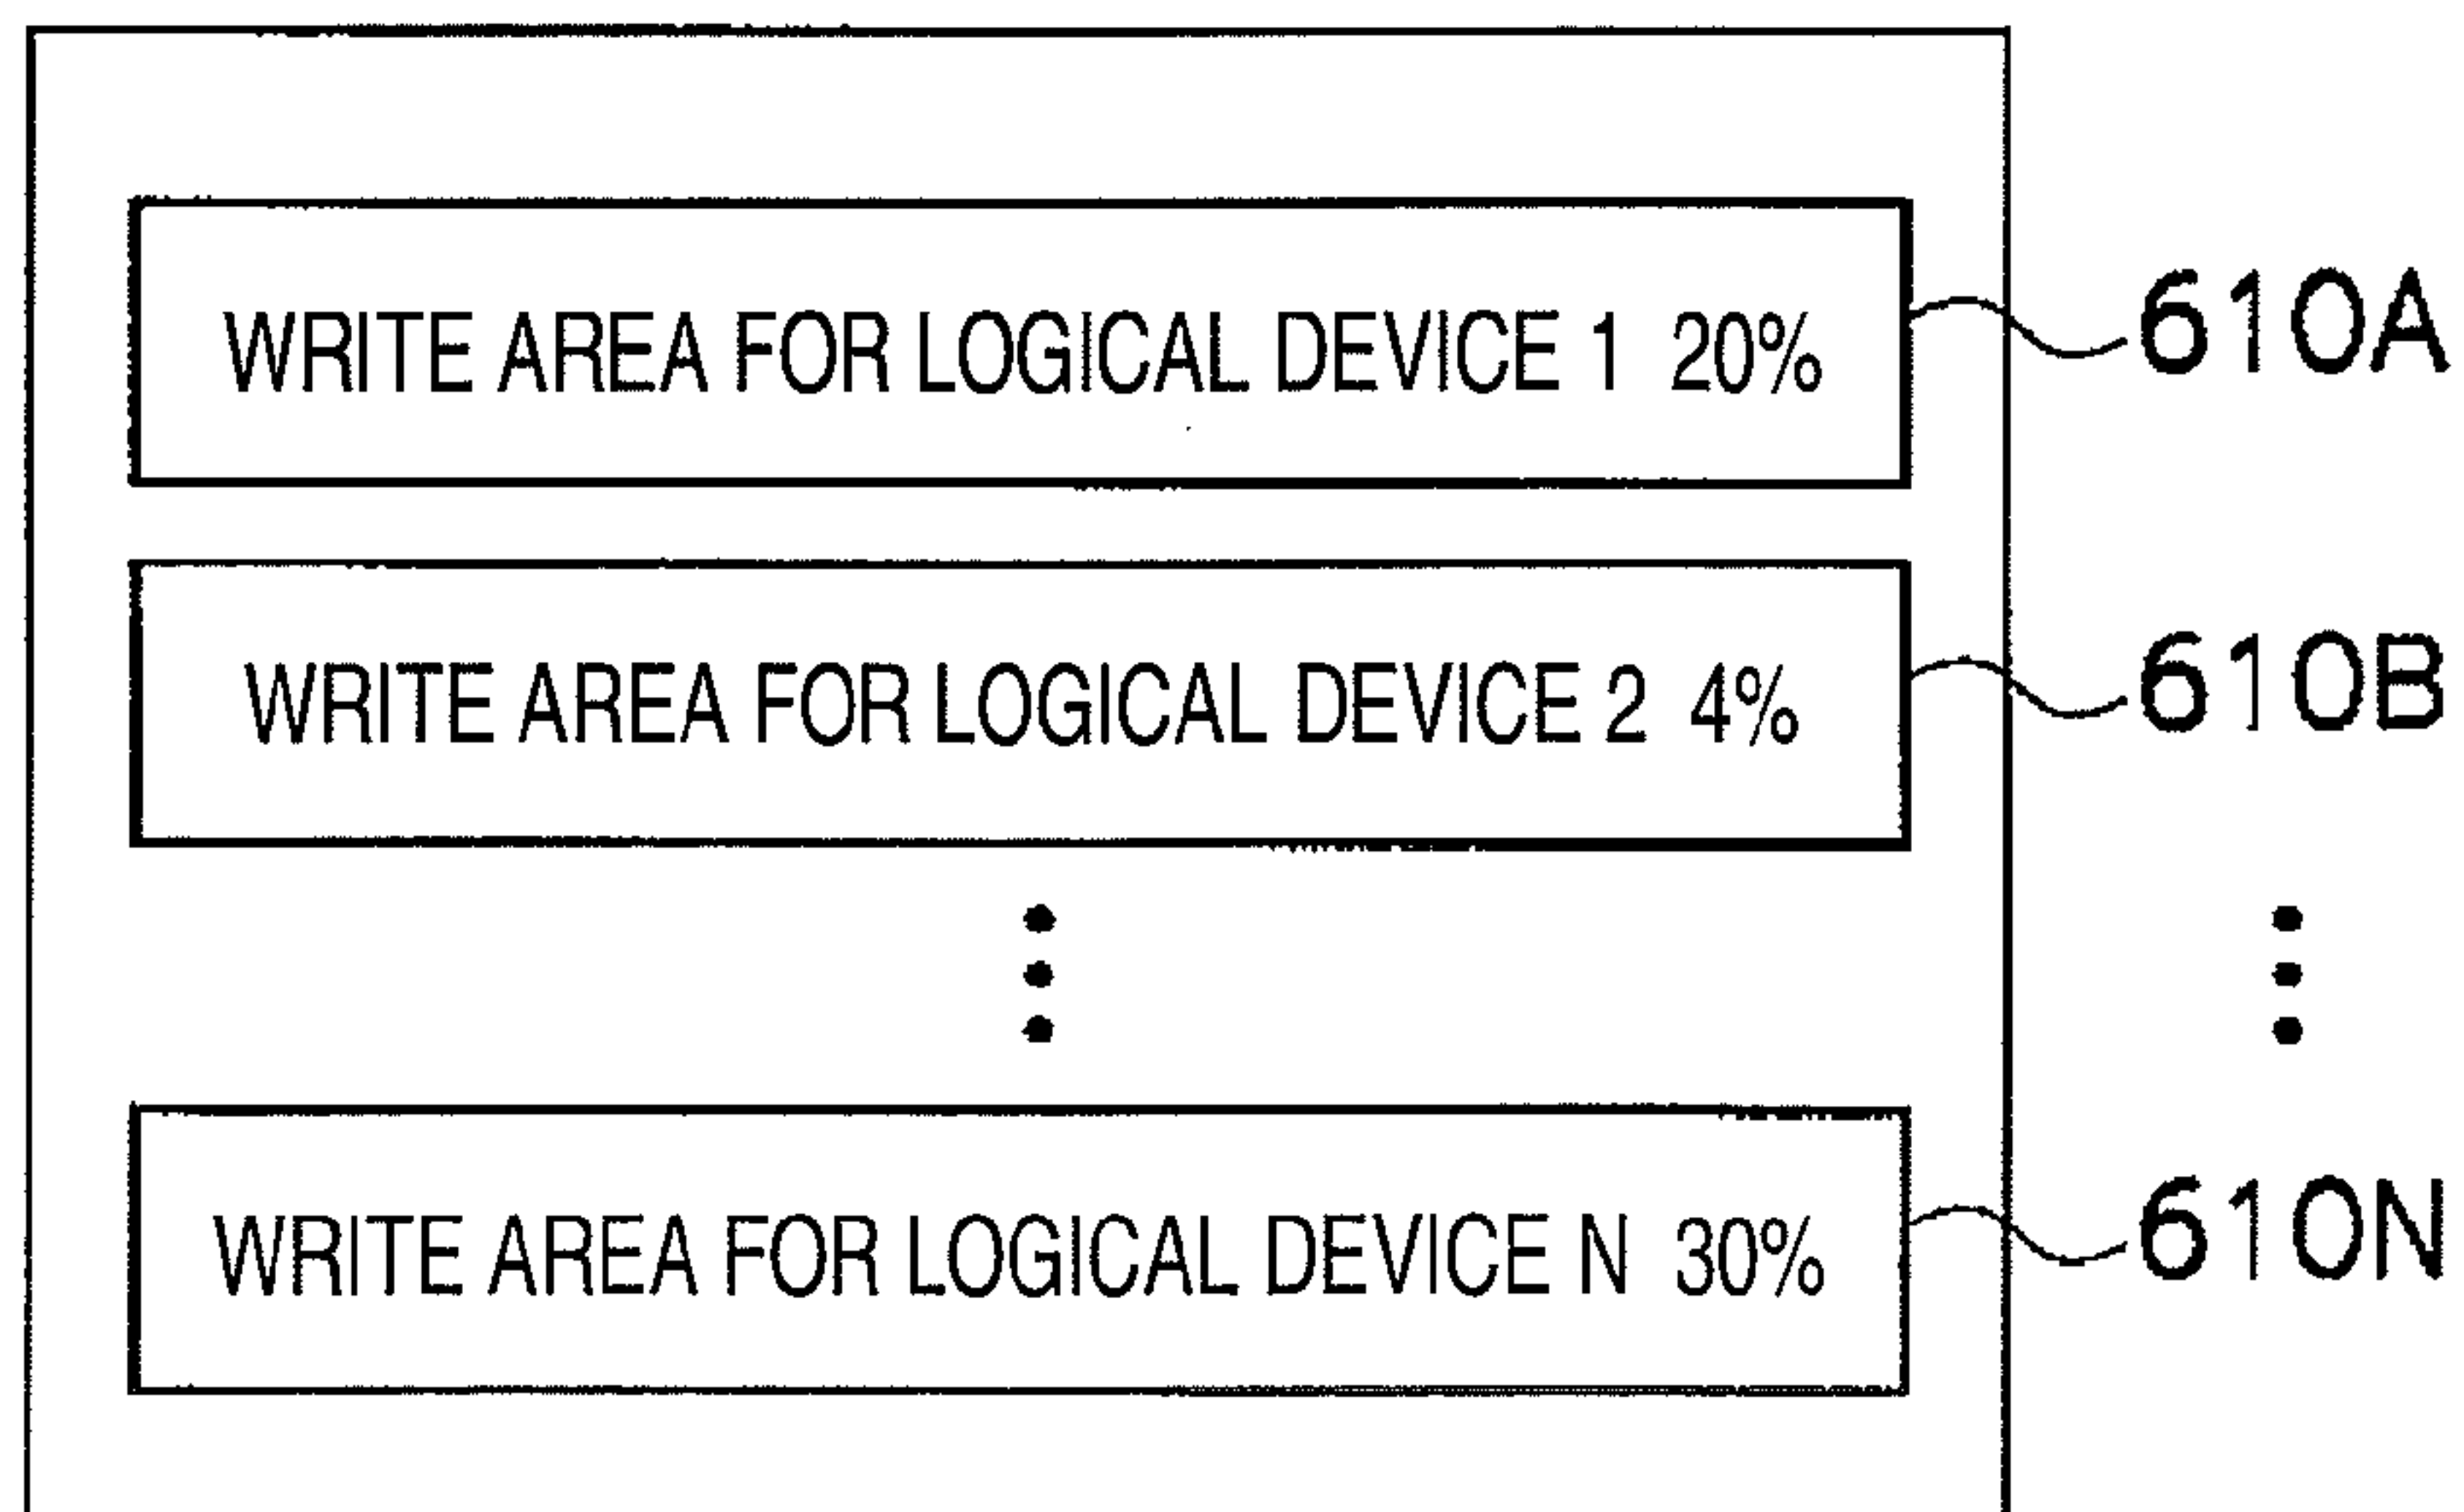 WRITE AREA FOR LOGICAL DEVICE 1 20%
610A
WRITE AREA FOR LOGICAL DEVICE 2 4%
610B
WRITE AREA FOR LOGICAL DEVICE N 30%
610N